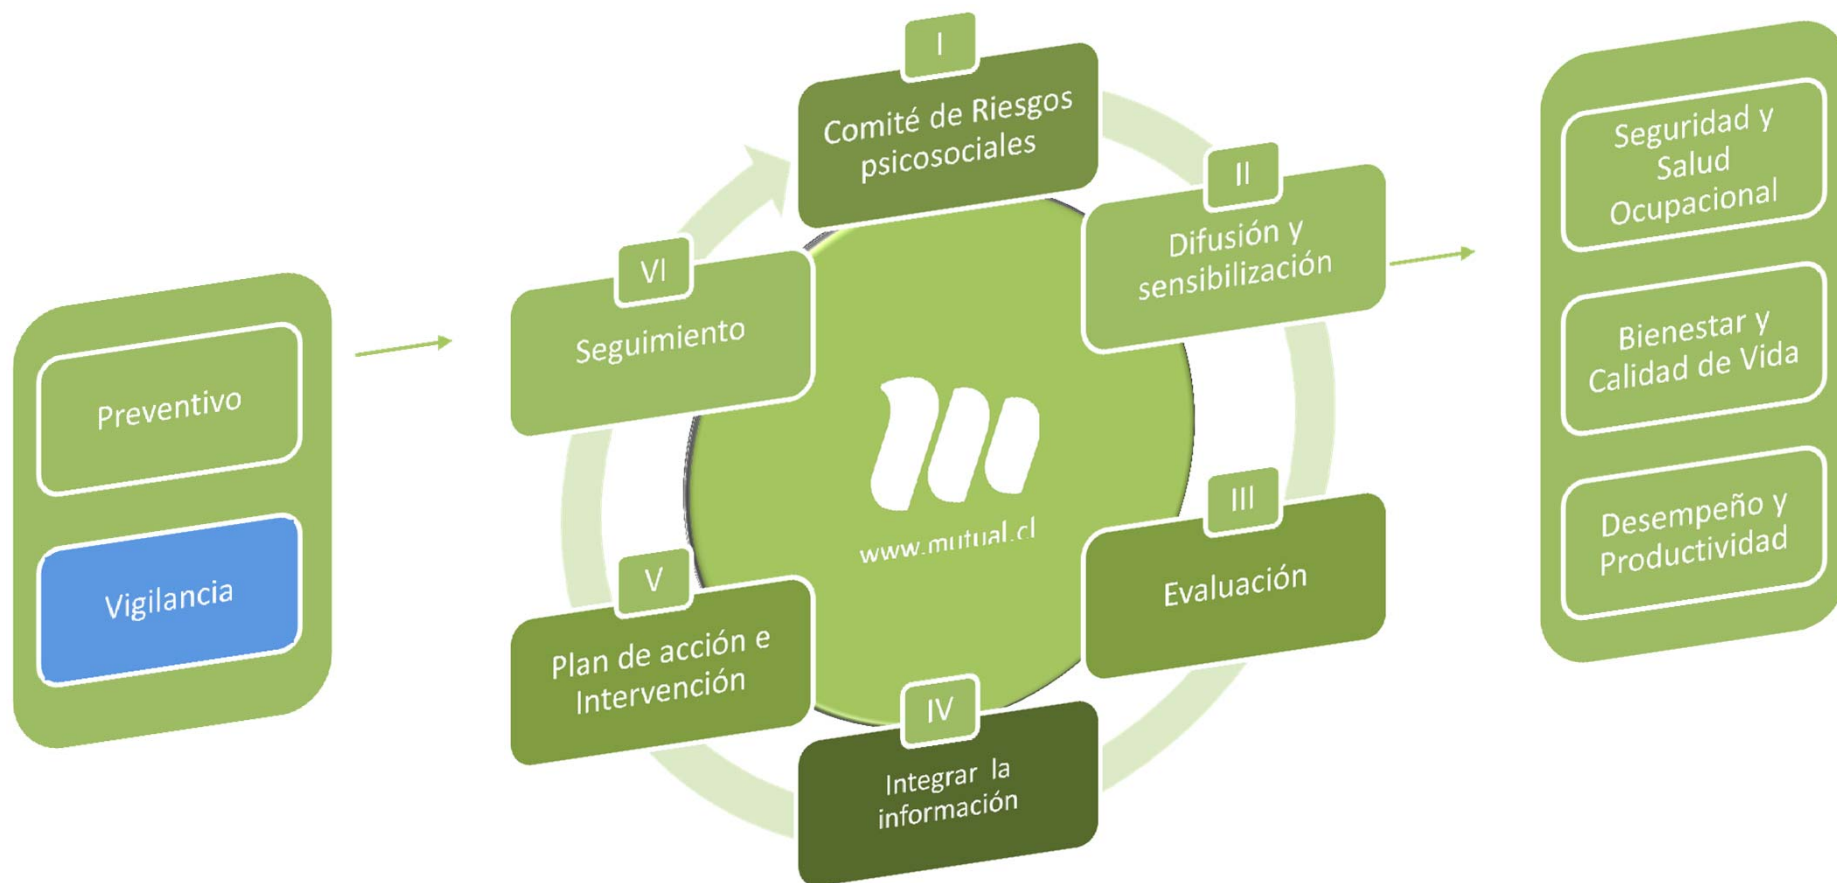 Preventivo
Vigilancia
I
Comité de Riesgos
psicosociales
II
Difusión y
sensibilización
III
Evaluación
IV
Integrar la
información
V
Plan de acción e
Intervención
VI
Seguimiento
www.mutual.cl
Seguridad y
Salud
Ocupacional
Bienestar y
Calidad de Vida
Desempeño y
Productividad